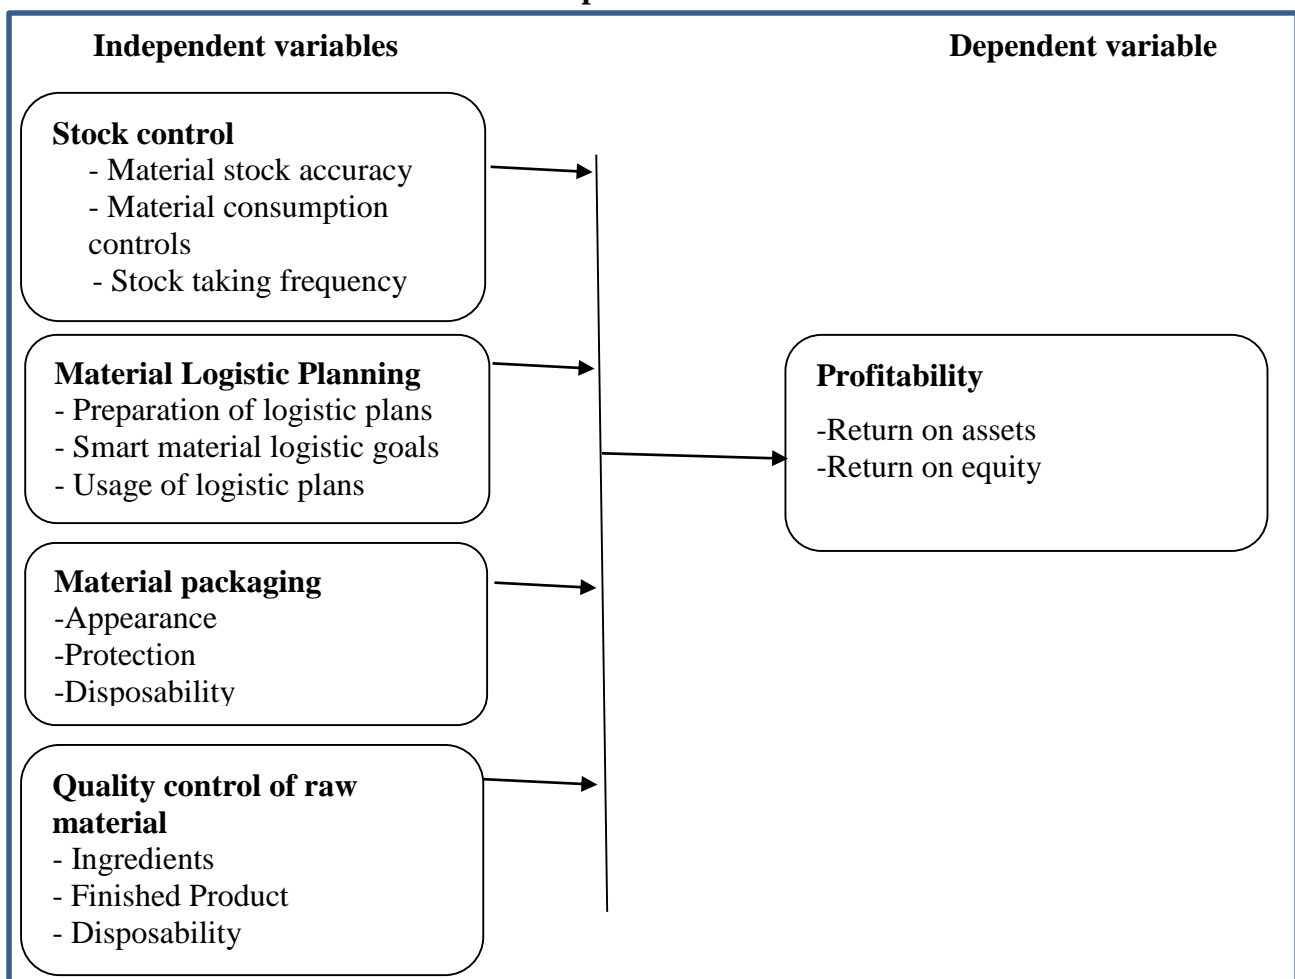 Independent variables
Dependent variable
Stock control
- Material stock accuracy
- Material consumption
controls
- Stock taking frequency
Material Logistic Planning
- Preparation of logistic plans
- Smart material logistic goals
- Usage of logistic plans
Material packaging
-Appearance
-Protection
-Disposability
Quality control of raw
material
- Ingredients
- Finished Product
- Disposability
Profitability
-Return on assets
-Return on equity